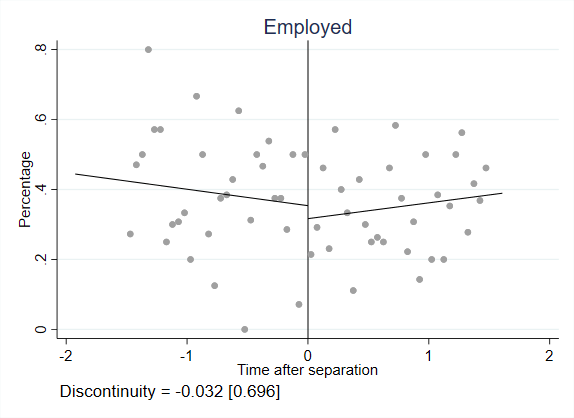 Employed
Percentage
.8
.6
.4
.2
0
-2 -1 0 1 2
Time after separation
Discontinuity = -0.032 [0.696]